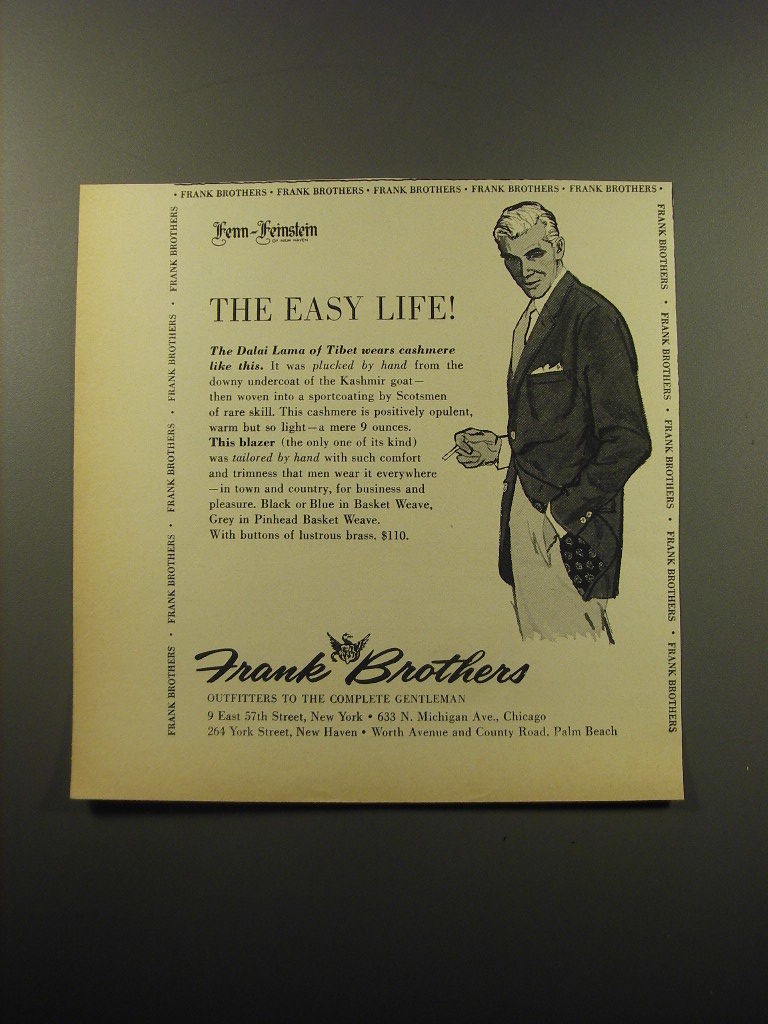 • FRANK BROTHERS • FRANK BROTHERS • FRANK BROTHERS • FRANK BROTHERS • FRANK BROTHERS •
FRANK BROTHERS • FRANK BROTHERS • FRANK BROTHERS • FRANK BROTHERS • FRANK BROTHERS
FRANK BROTHERS • FRANK BROTHERS • FRANK BROTHERS • FRANK BROTHERS • FRANK BROTHERS
Fenn-Feinstein
OF NEW HAVEN
THE EASY LIFE!
The Dalai Lama of Tibet wears cashmere
like this. It was plucked by hand from the
downy undercoat of the Kashmir goat—
then woven into a sportcoating by Scotsmen
of rare skill. This cashmere is positively opulent,
warm but so light—a mere 9 ounces.
This blazer (the only one of its kind)
was tailored by hand with such comfort
and trimness that men wear it everywhere
—in town and country, for business and
pleasure. Black or Blue in Basket Weave,
Grey in Pinhead Basket Weave.
With buttons of lustrous brass, $110.
Frank Brothers
OUTFITTERS TO THE COMPLETE GENTLEMAN
9 East 57th Street, New York • 633 N. Michigan Ave., Chicago
264 York Street, New Haven • Worth Avenue and County Road, Palm Beach